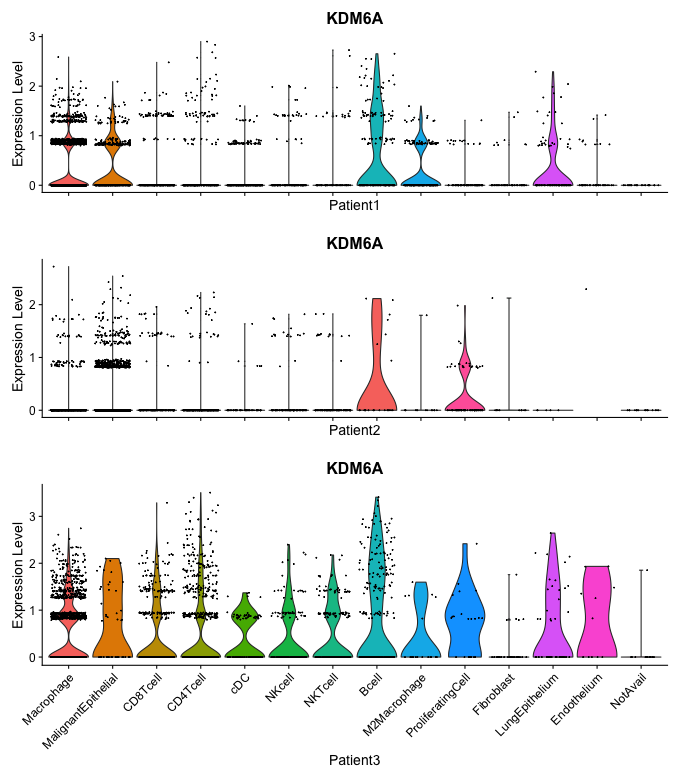 KDM6A
Expression Level
3
2
1
0
Patient1
KDM6A
Expression Level
2
1
0
Patient2
KDM6A
Expression Level
3
2
1
0
Macrophage
MalignantEpithelial
CD8Tcell
CD4Tcell
cDC
NKcell
NKTcell
Bcell
M2Macrophage
ProliferatingCell
Fibroblast
LungEpithelium
Endothelium
NotAvail
Patient3